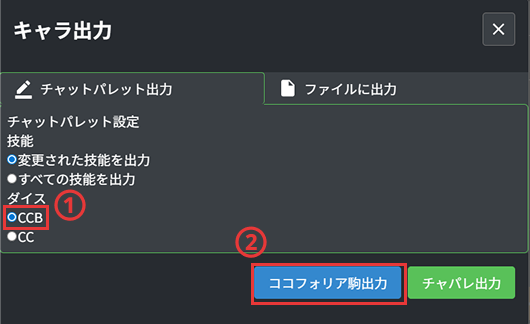 キャラ出力
×
チャットパレット出力
ファイルに出力
チャットパレット設定
技能
変更された技能を出力
すべての技能を出力
ダイス
①
CCB
CC
②
ココフォリア駒出力
チャパレ出力